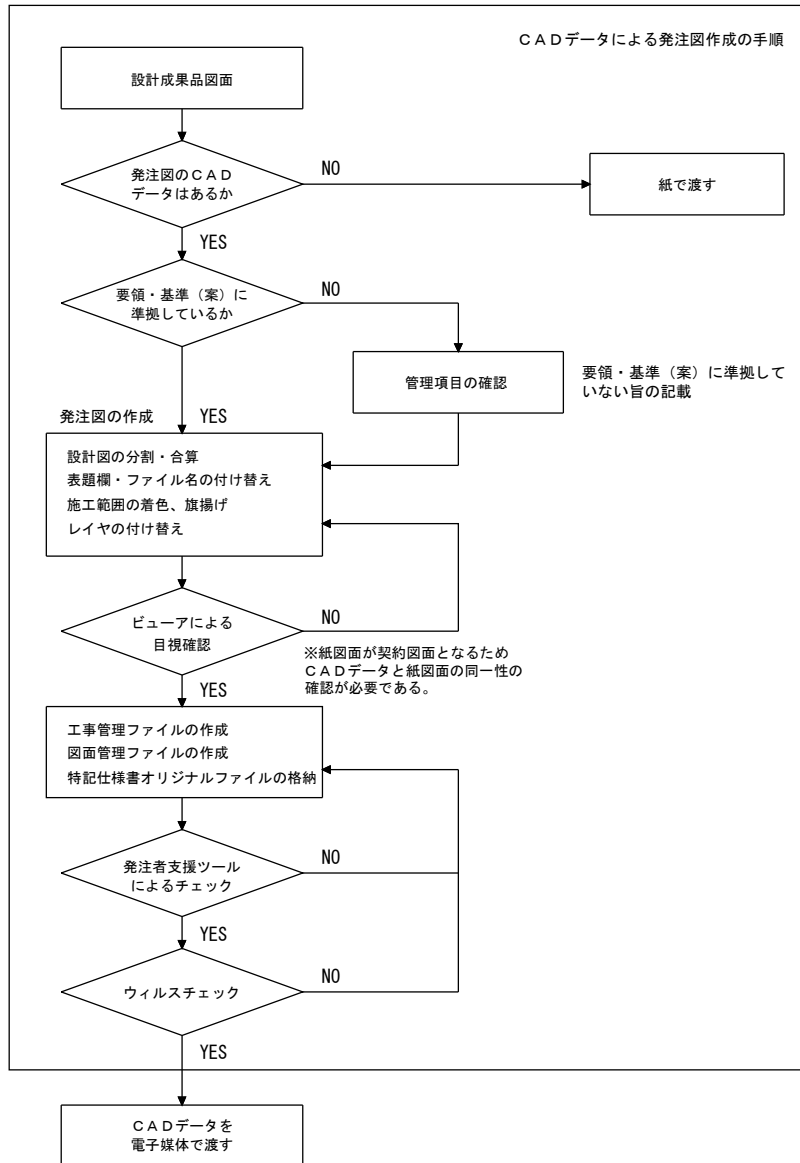 ＣＡＤデータによる発注図作成の手順
設計成果品図面
発注図のＣＡＤ
データはあるか
NO
紙で渡す
YES
要領・基準（案）に
準拠しているか
NO
管理項目の確認
要領・基準（案）に準拠して
いない旨の記載
発注図の作成
YES
設計図の分割・合算
表題欄・ファイル名の付け替え
施工範囲の着色、旗揚げ
レイヤの付け替え
ビューアによる
目視確認
NO
※紙図面が契約図面となるため
ＣＡＤデータと紙図面の同一性の
確認が必要である。
YES
工事管理ファイルの作成
図面管理ファイルの作成
特記仕様書オリジナルファイルの格納
発注者支援ツール
によるチェック
NO
YES
ウィルスチェック
NO
YES
ＣＡＤデータを
電子媒体で渡す